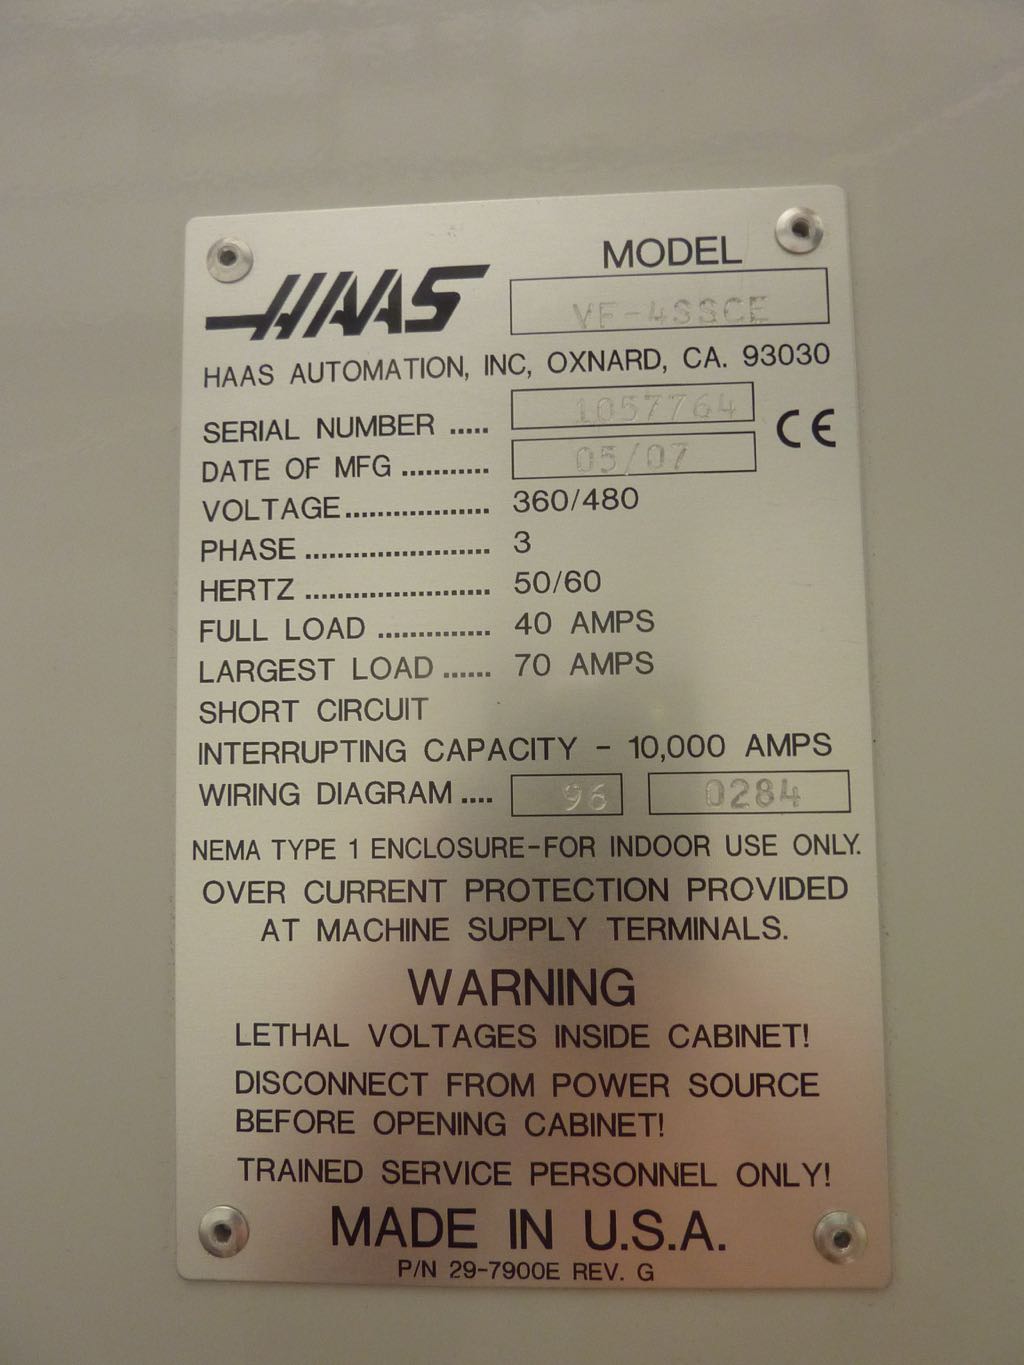 HAAS
MODEL
VF-4SSCE
HAAS AUTOMATION, INC, OXNARD, CA. 93030
SERIAL NUMBER ..... 1057764
CE
DATE OF MFG ........... 05/07
VOLTAGE.................. 360/480
PHASE ....................... 3
HERTZ ....................... 50/60
FULL LOAD .............. 40 AMPS
LARGEST LOAD ...... 70 AMPS
SHORT CIRCUIT
INTERRUPTING CAPACITY - 10,000 AMPS
WIRING DIAGRAM .... 96 0284
NEMA TYPE 1 ENCLOSURE-FOR INDOOR USE ONLY.
OVER CURRENT PROTECTION PROVIDED
AT MACHINE SUPPLY TERMINALS.
WARNING
LETHAL VOLTAGES INSIDE CABINET!
DISCONNECT FROM POWER SOURCE
BEFORE OPENING CABINET!
TRAINED SERVICE PERSONNEL ONLY!
MADE IN U.S.A.
P/N 29-7900E REV. G